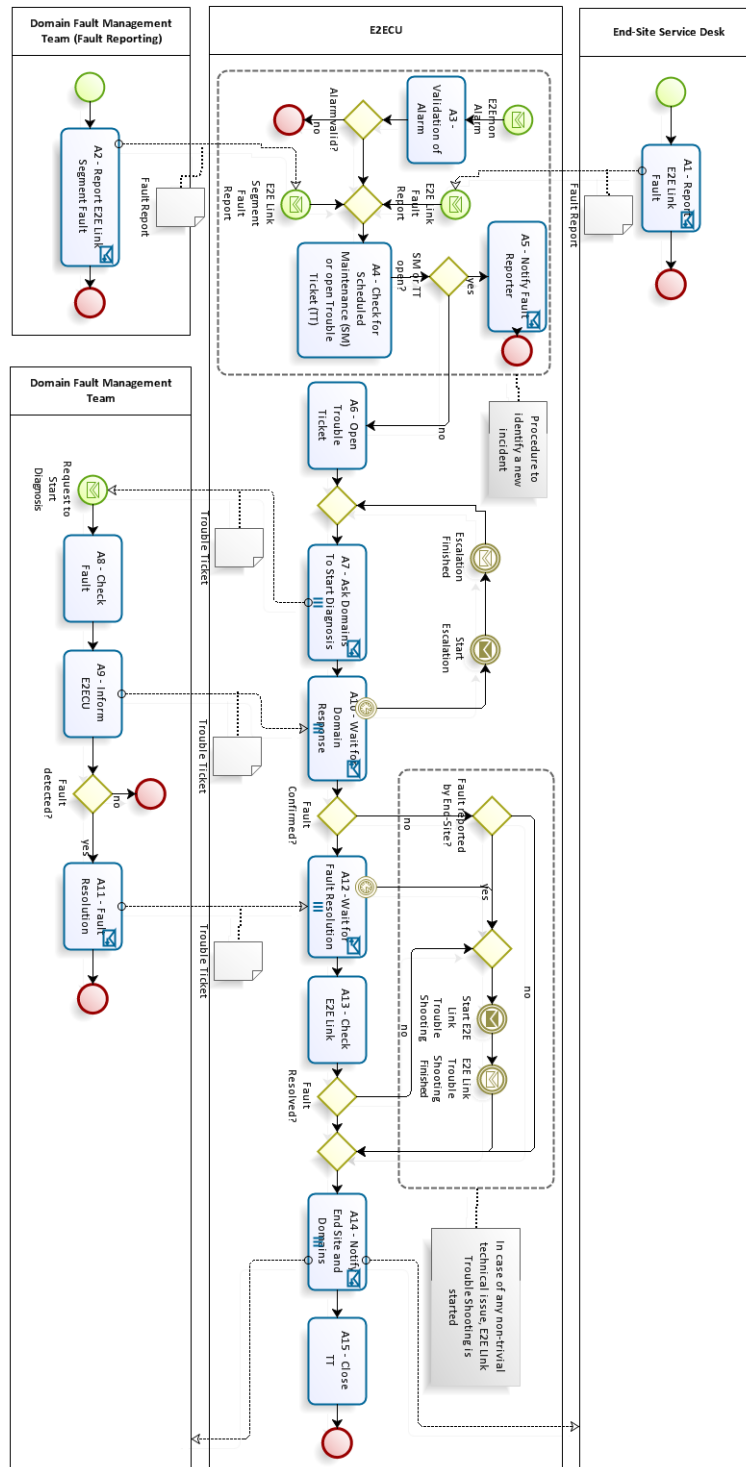 Domain Fault Management
Team (Fault Reporting)
E2ECU
End-Site Service Desk
A2 - Report E2E Link
Segment Fault
Fault Report
Alarmvalid?
no
A3 -
Validation of
Alarm
E2Emon
Alarm
E2E Link
Segment
Fault
Report
E2E Link
Fault
Report
A1 - Report
E2E Link
Fault
Fault Report
A4 - Check for
Scheduled
Maintenance (SM)
or open Trouble
Ticket (TT)
SM or TT
open?
yes
A5 - Notify Fault
Reporter
no
Procedure to
identify a new
incident
Domain Fault Management
Team
A6 - Open
Trouble
Ticket
Request to
Start
Diagnosis
Trouble Ticket
A7 - Ask Domains
To Start Diagnosis
Escalation
Finished
Start
Escalation
A8 - Check
Fault
A9 - Inform
E2ECU
Trouble Ticket
A10 - Wait for
Domain
Response
Fault
detected?
no
yes
Fault
Confirmed?
no
Fault reported
by End-Site?
yes
no
A11 - Fault
Resolution
Trouble Ticket
A12 - Wait for
Fault Resolution
A13 - Check
E2E Link
Fault
Resolved?
no
Start E2E
Link
Trouble
Shooting
E2E Link
Trouble
Shooting
Finished
A14 - Notify
End Site and
Domains
In case of any non-trivial
technical issue, E2E Link
Trouble Shooting is
started
A15 - Close
TT